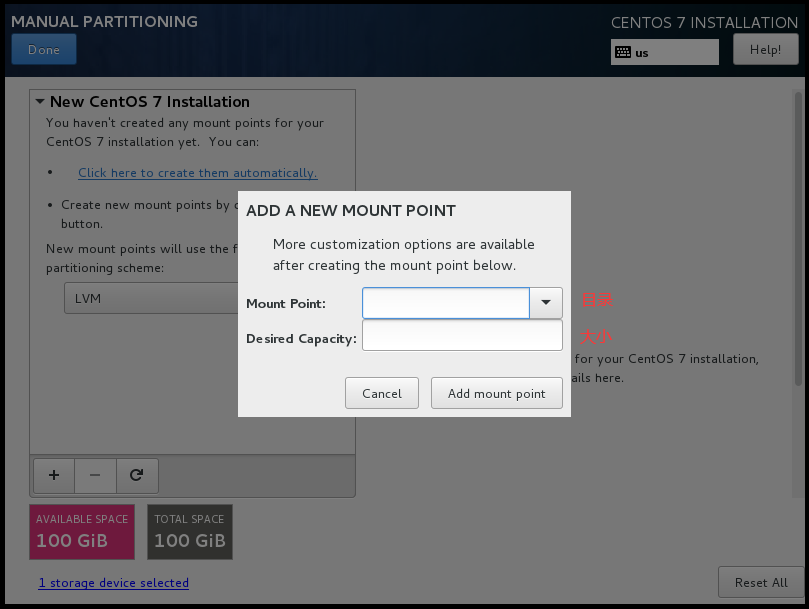 MANUAL PARTITIONING
CENTOS 7 INSTALLATION
Done
us
Help!
New CentOS 7 Installation
You haven't created any mount points for your
CentOS 7 installation yet. You can:
• Click here to create them automatically.
• Create new mount points by c
button.
New mount points will use the f
partitioning scheme:
LVM
ADD A NEW MOUNT POINT
More customization options are available
after creating the mount point below.
Mount Point:
目录
Desired Capacity:
大小
for your CentOS 7 installation,
ails here.
Cancel
Add mount point
+
−
AVAILABLE SPACE
100 GiB
TOTAL SPACE
100 GiB
1 storage device selected
Reset All